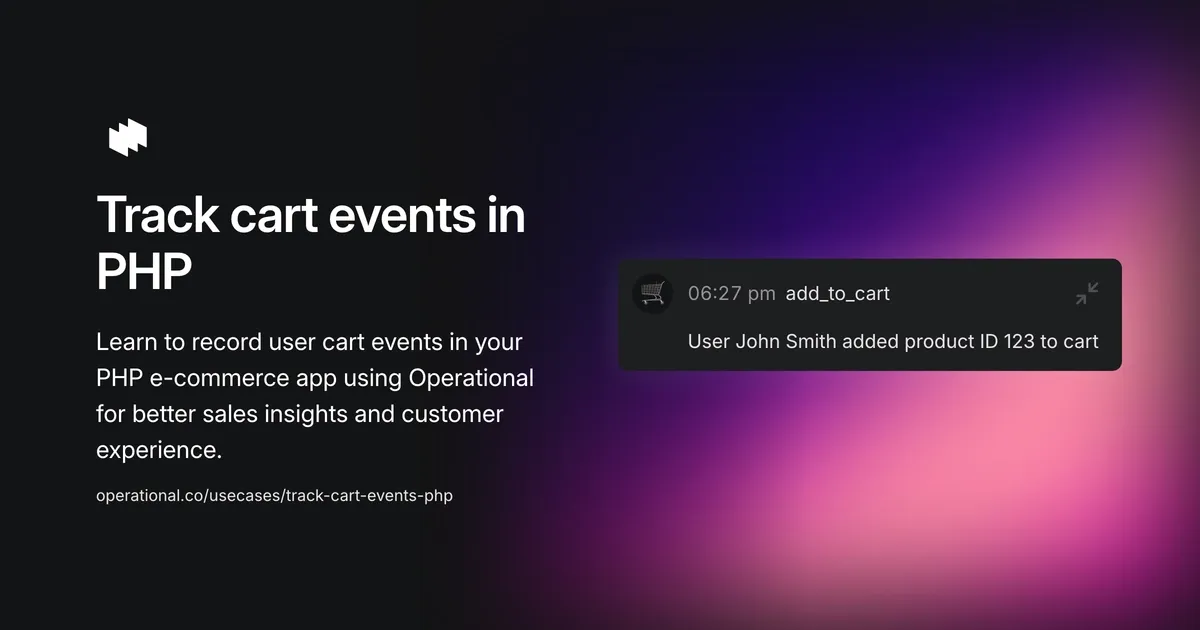 Track cart events in
PHP
Learn to record user cart events in your
PHP e-commerce app using Operational
for better sales insights and customer
experience.
operational.co/usecases/track-cart-events-php
06:27 pm add_to_cart
User John Smith added product ID 123 to cart